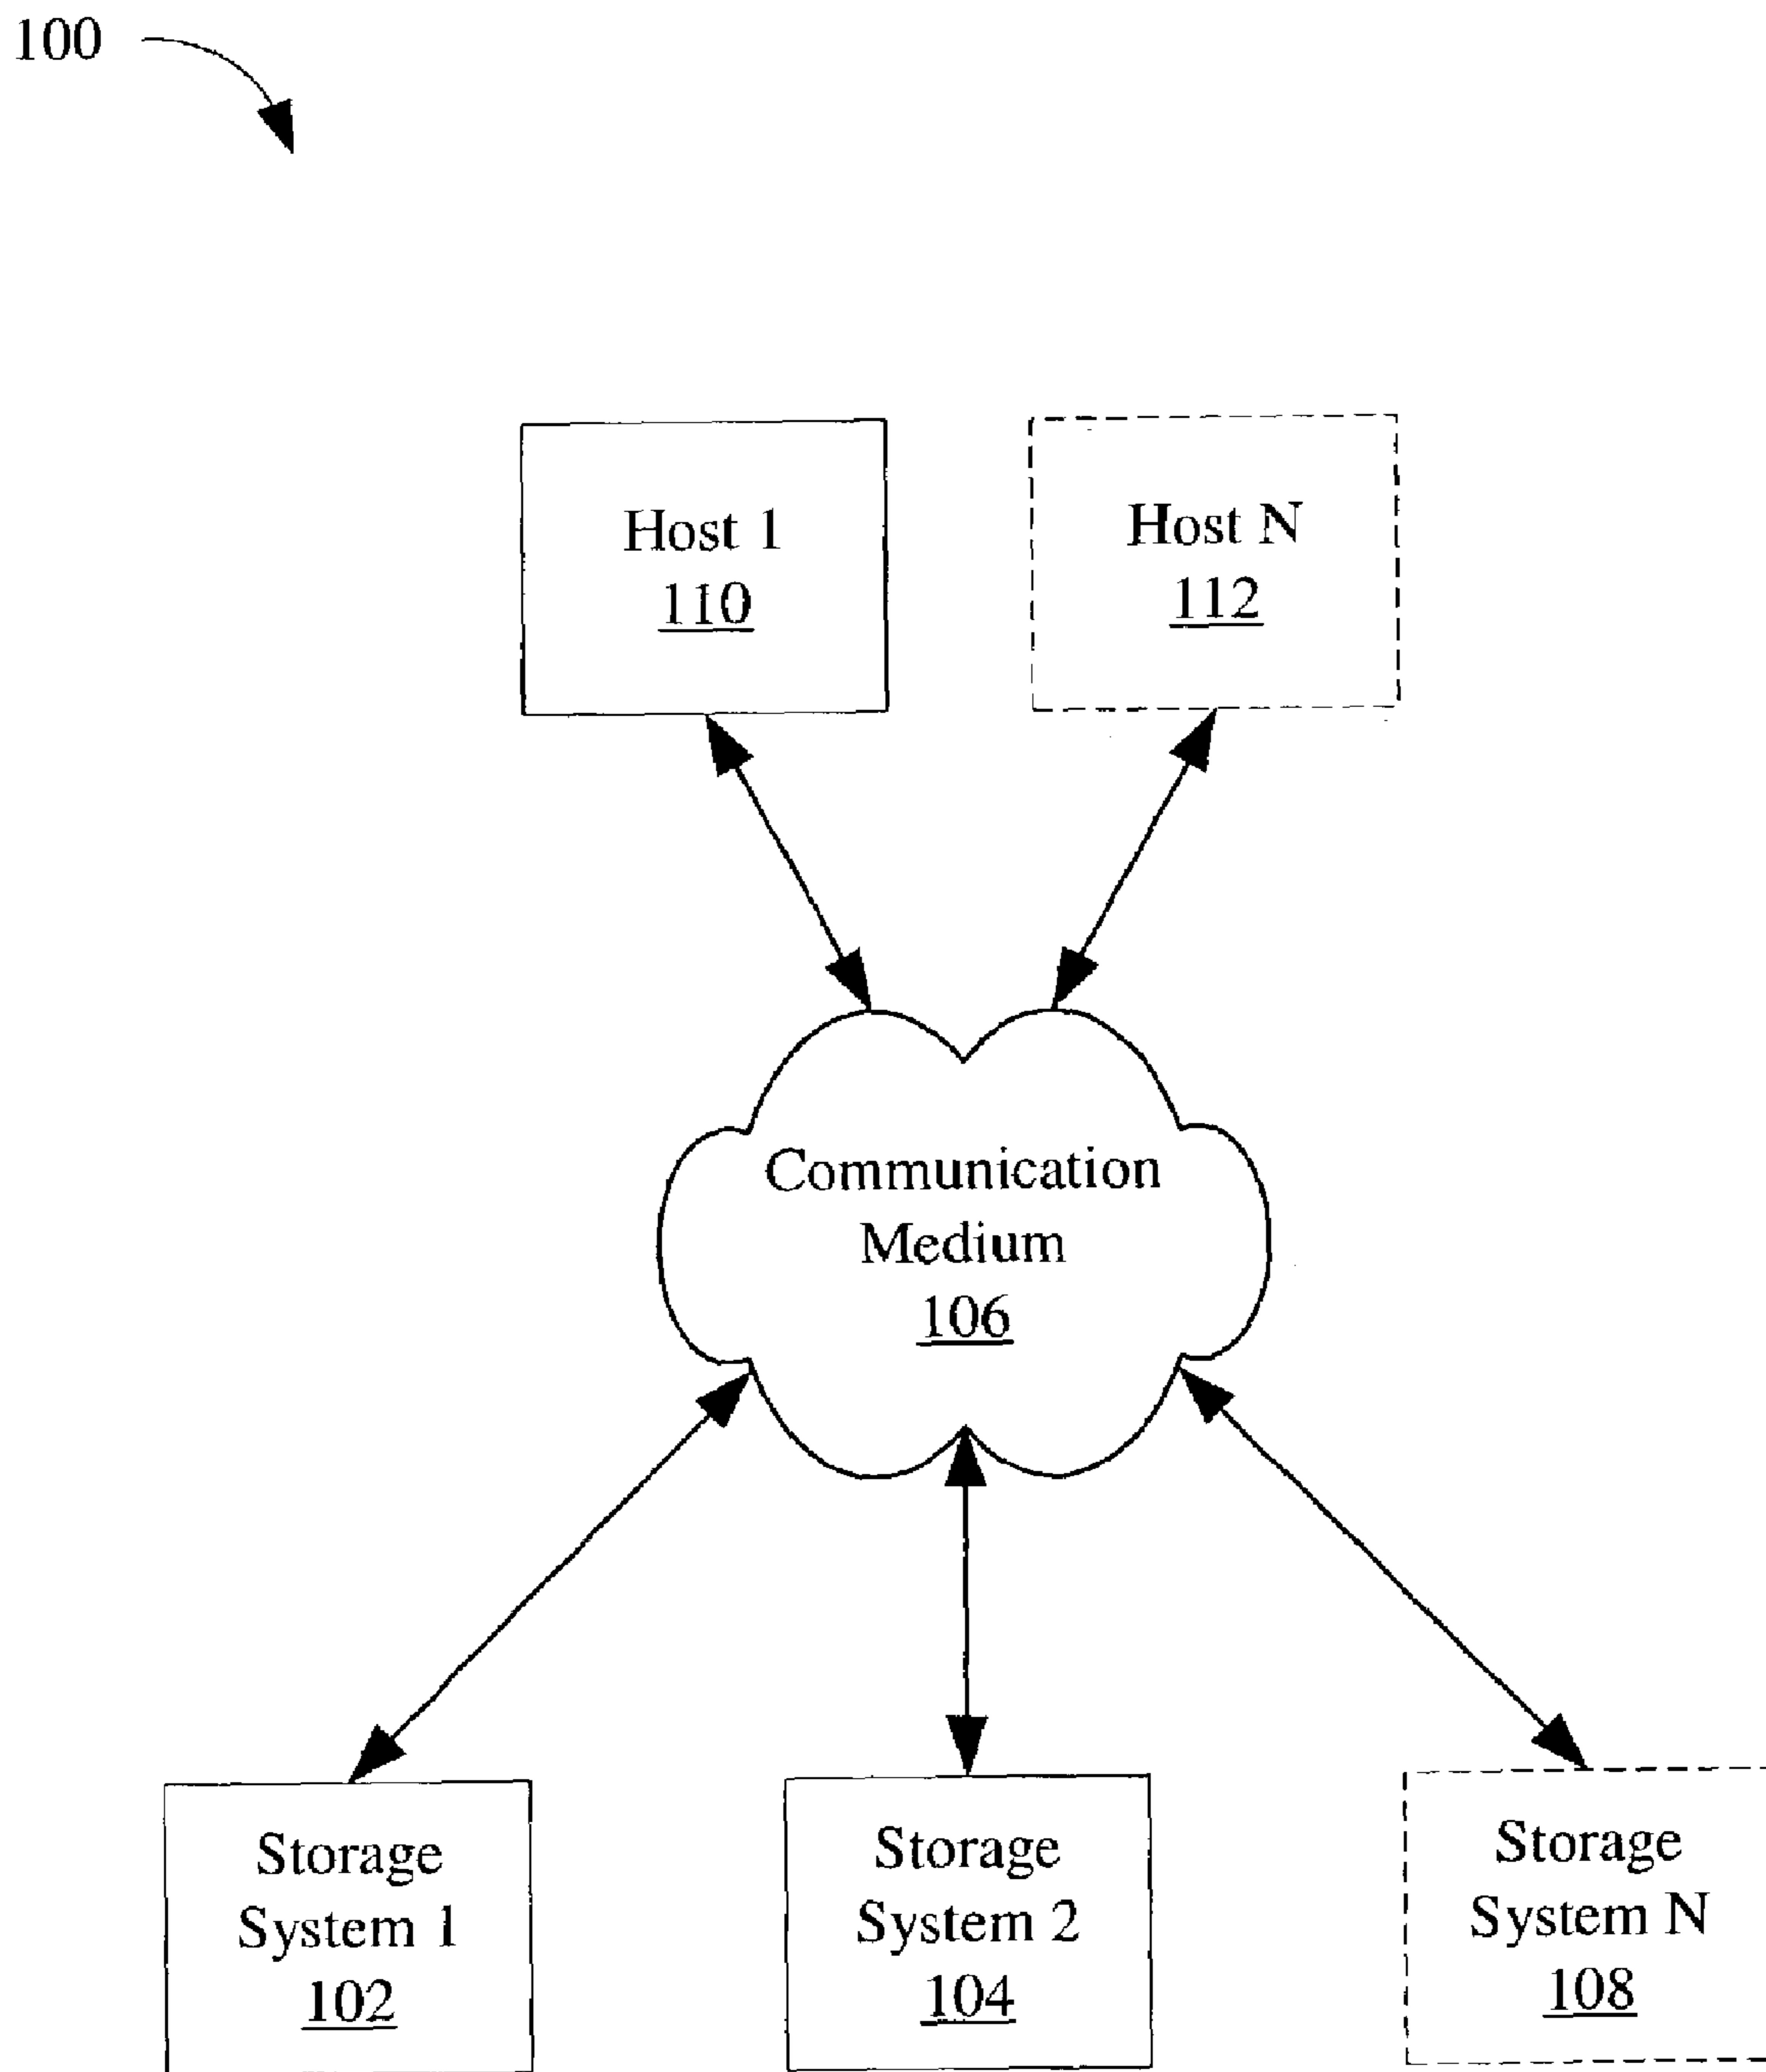 100
Host 1
110
Host N
112
Communication
Medium
106
Storage
System 1
102
Storage
System 2
104
Storage
System N
108